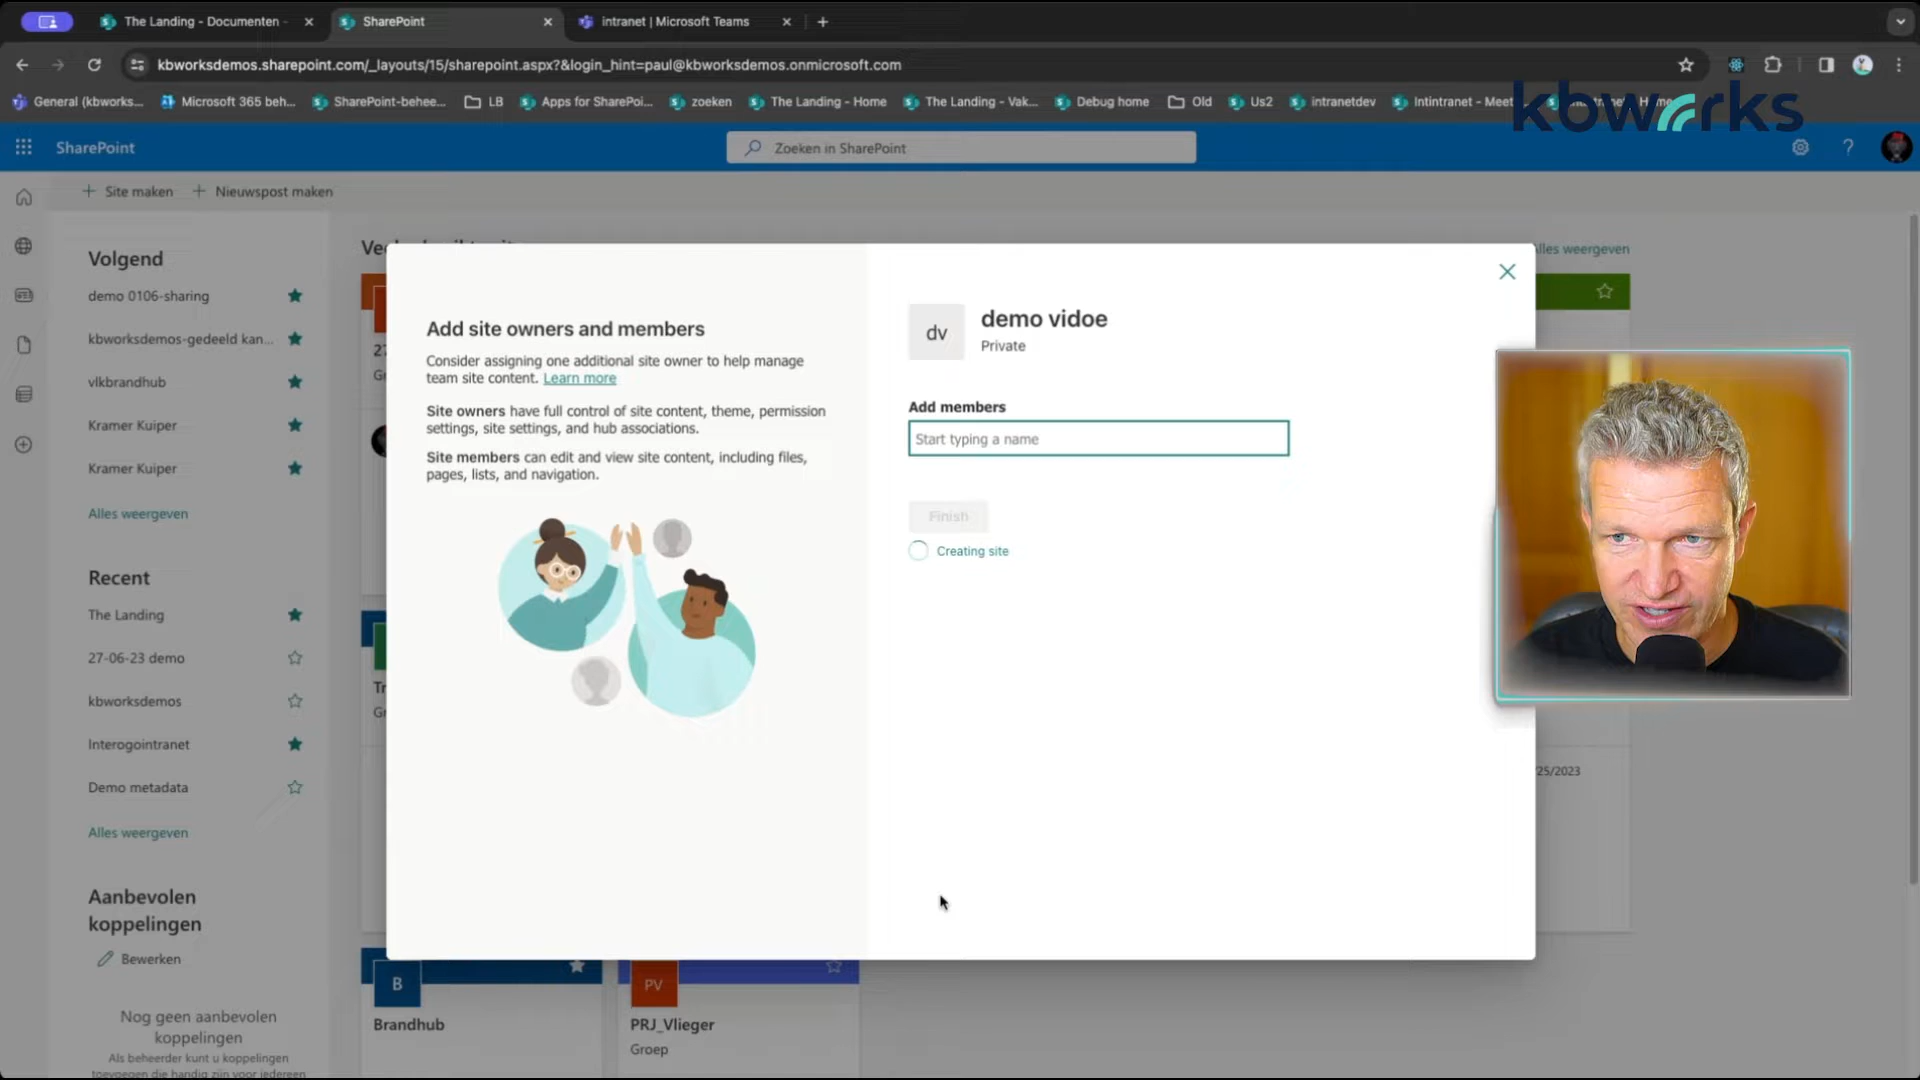 The Landing - Documenten -
SharePoint
intranet | Microsoft Teams
kbworksdemos.sharepoint.com/_layouts/15/sharepoint.aspx?&login_hint=paul@kbworksdemos.onmicrosoft.com
General (kbworks...
Microsoft 365 beh...
SharePoint-behee...
LB
Apps for SharePoi...
zoeken
The Landing - Home
The Landing - Vak...
Debug home
Old
Us2
intranetdev
Intintranet - Meet
kbworks
SharePoint
Zoeken in SharePoint
?
+ Site maken
+ Nieuwspost maken
Volgend
demo 0106-sharing
kbworksdemos-gedeeld kan...
vlkbrandhub
Kramer Kuiper
Kramer Kuiper
Alles weergeven
Recent
The Landing
27-06-23 demo
kbworksdemos
Interogointranet
Demo metadata
Alles weergeven
Aanbevolen
koppelingen
Bewerken
Nog geen aanbevolen
koppelingen
Als beheerder kunt u koppelingen
toevoegen die handig zijn voor iedereen
lles weergeven
Add site owners and members
Consider assigning one additional site owner to help manage
team site content. Learn more
Site owners have full control of site content, theme, permission
settings, site settings, and hub associations.
Site members can edit and view site content, including files,
pages, lists, and navigation.
dv
demo vidoe
Private
Add members
Start typing a name
Finish
Creating site
27
Gr
Tr
Gr
25/2023
B
Brandhub
PV
PRJ_Vlieger
Groep